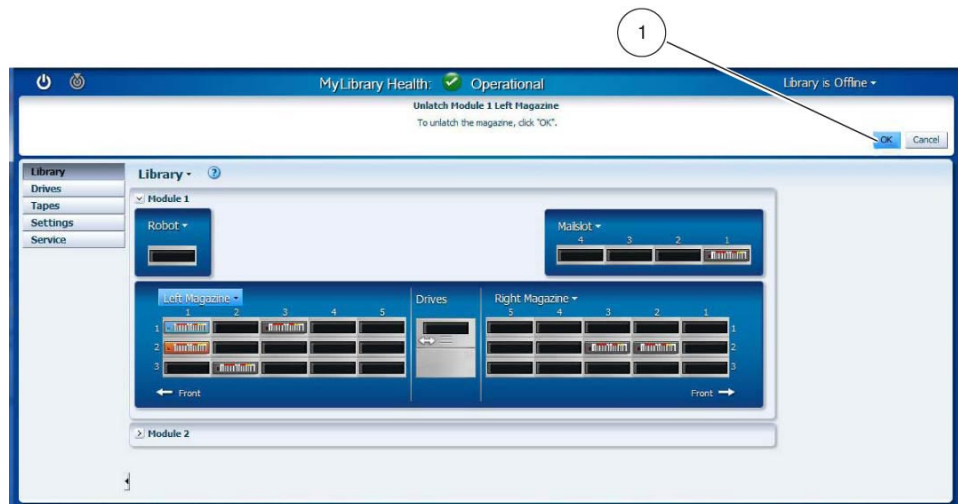 1
MyLibrary Health: Operational
Library is Offline
Unlatch Module 1 Left Magazine
To unlatch the magazine, click "OK".
OK Cancel
Library
Drives
Tapes
Settings
Service
Library ?
Module 1
Robot
Mailslot
4 3 2 1
Left Magazine
1 2 3 4 5
1
2
3
Front
Drives
Right Magazine
5 4 3 2 1
1
2
3
Front
Module 2